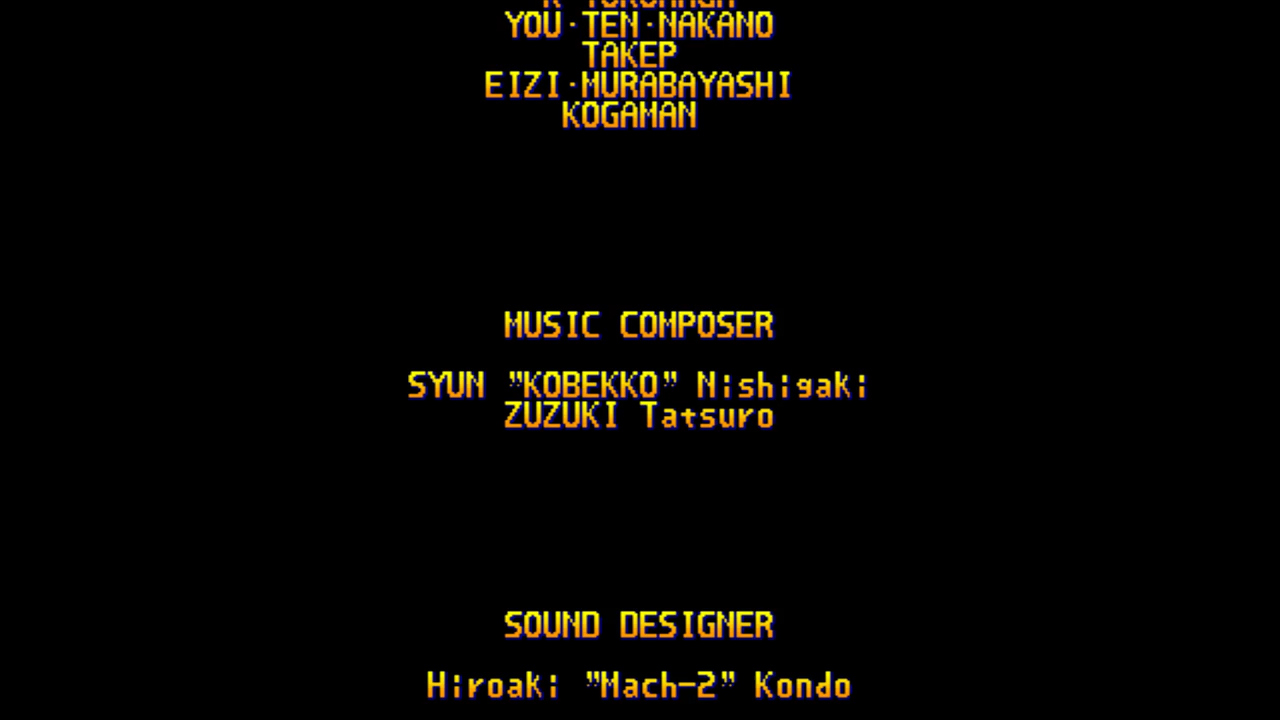 YOU·TEN·NAKANO
TAKEP
EIZI·MURABAYASHI
KOGAMAN
MUSIC COMPOSER
SYUN "KOBEKKO" Nishigaki
ZUZUKI Tatsuro
SOUND DESIGNER
Hiroaki "Mach-2" Kondo